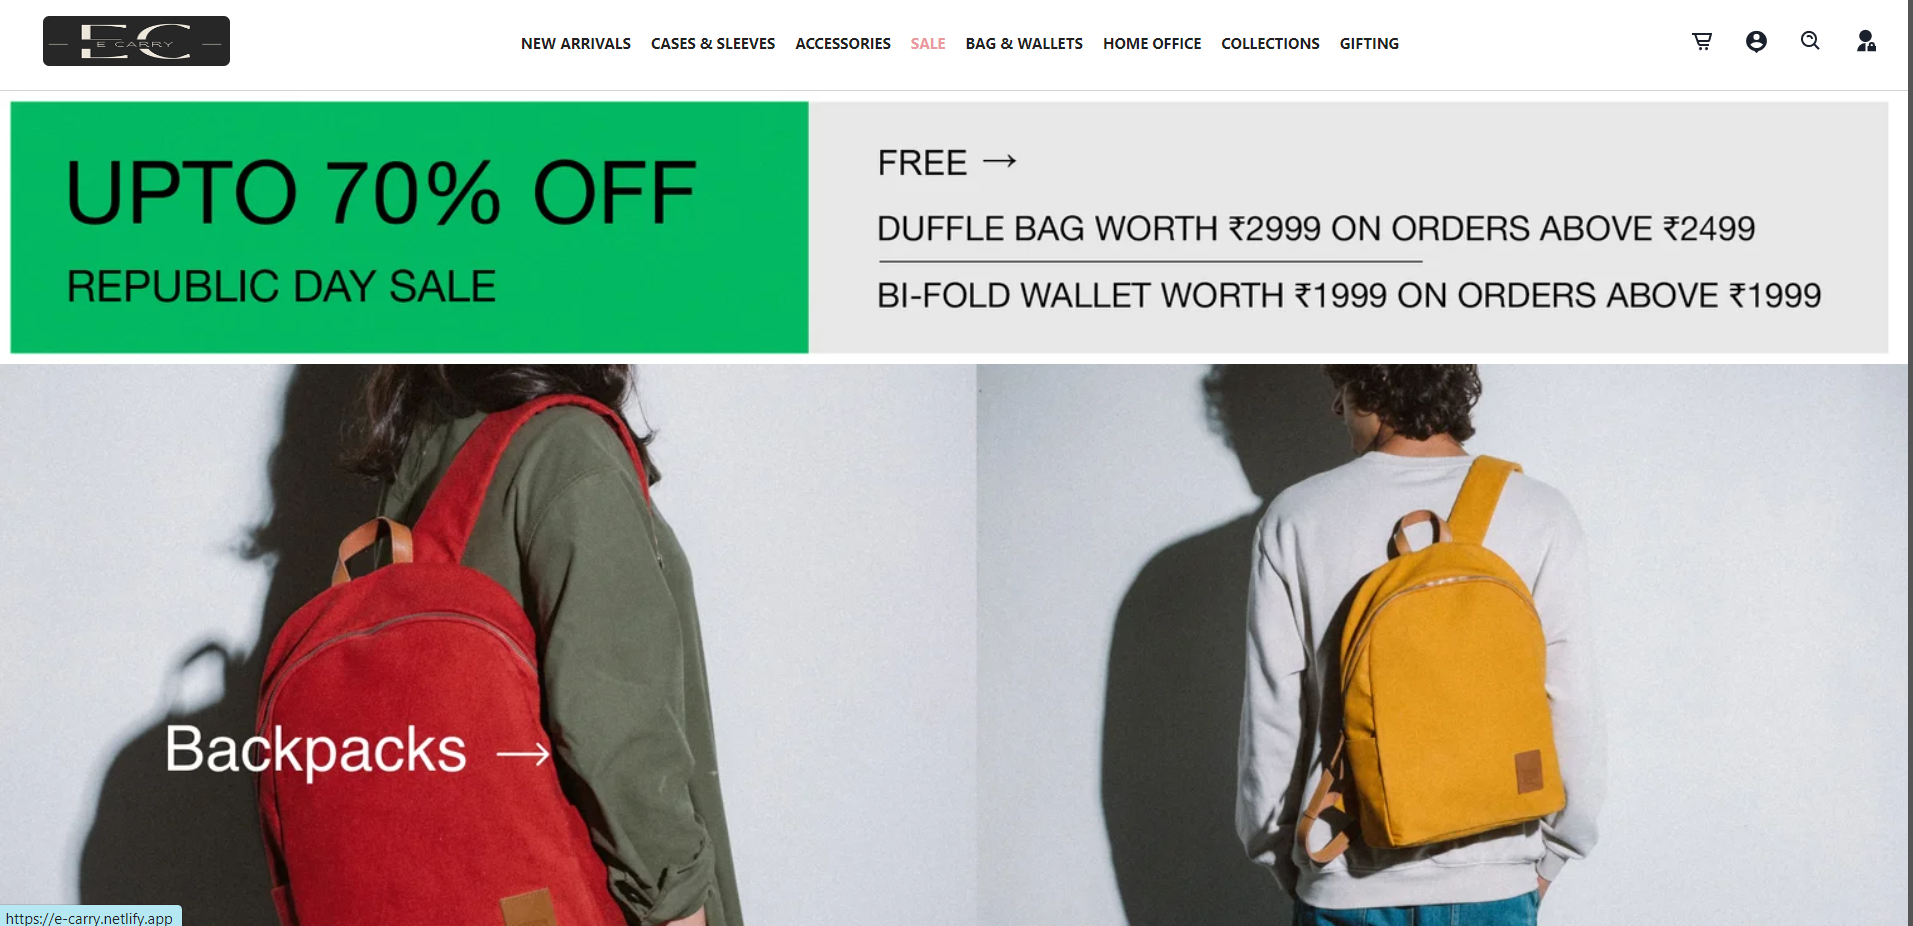 EC
E CARRY
NEW ARRIVALS CASES & SLEEVES ACCESSORIES SALE BAG & WALLETS HOME OFFICE COLLECTIONS GIFTING
UPTO 70% OFF
REPUBLIC DAY SALE
FREE →
DUFFLE BAG WORTH ₹2999 ON ORDERS ABOVE ₹2499
BI-FOLD WALLET WORTH ₹1999 ON ORDERS ABOVE ₹1999
Backpacks →
https://e-carry.netlify.app